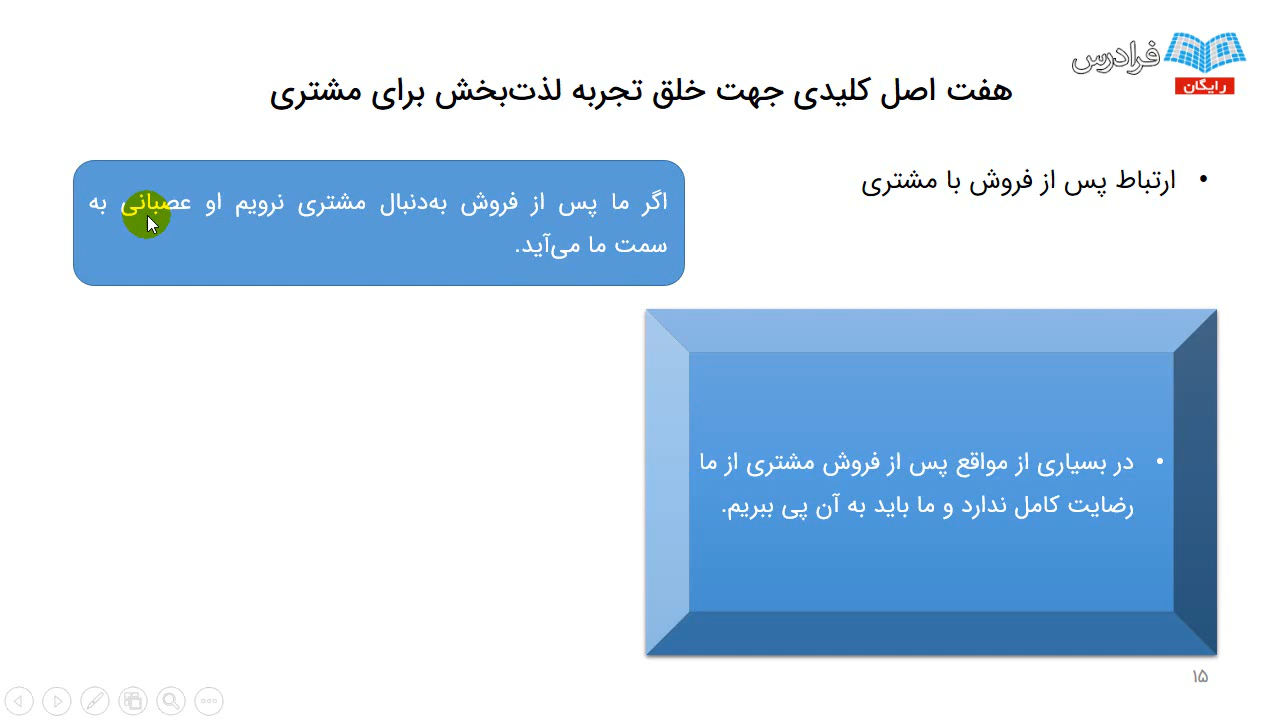 فرادرس
رایگان
هفت اصل کلیدی جهت خلق تجربه لذت‌بخش برای مشتری
• ارتباط پس از فروش با مشتری
اگر ما پس از فروش به‌دنبال مشتری نرویم او عصبانی به
سمت ما می‌آید.
• در بسیاری از مواقع پس از فروش مشتری از ما
رضایت کامل ندارد و ما باید به آن پی ببریم.
۱۵